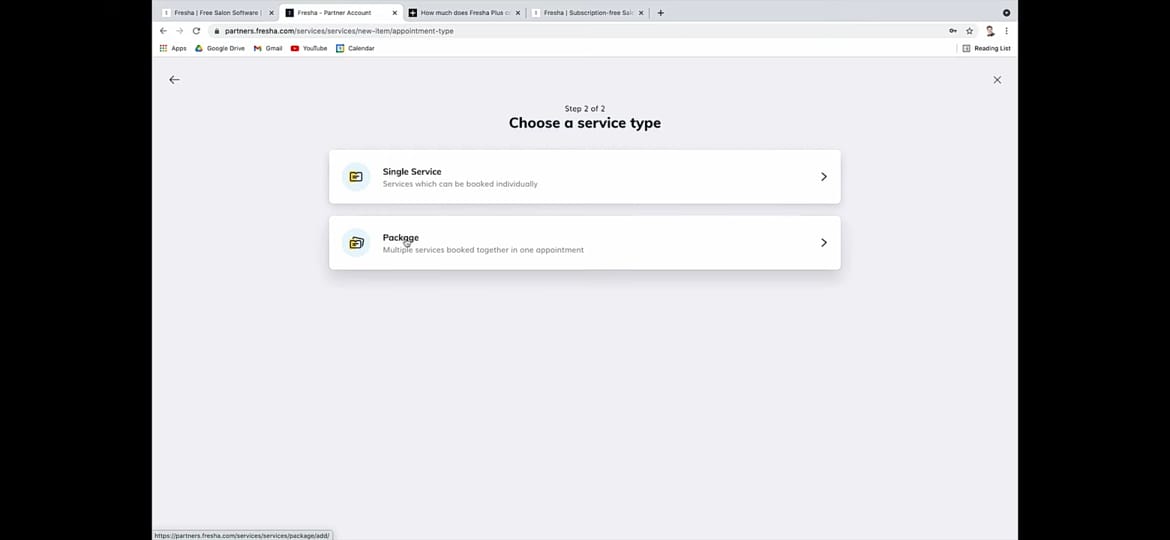 Fresha | Free Salon Software |
Fresha - Partner Account
How much does Fresha Plus c
Fresha | Subscription-free Sal
partners.fresha.com/services/services/new-item/appointment-type
Apps Google Drive Gmail YouTube Calendar Reading List
Step 2 of 2
Choose a service type
Single Service
Services which can be booked individually
Package
Multiple services booked together in one appointment
https://partners.fresha.com/services/services/package/add/